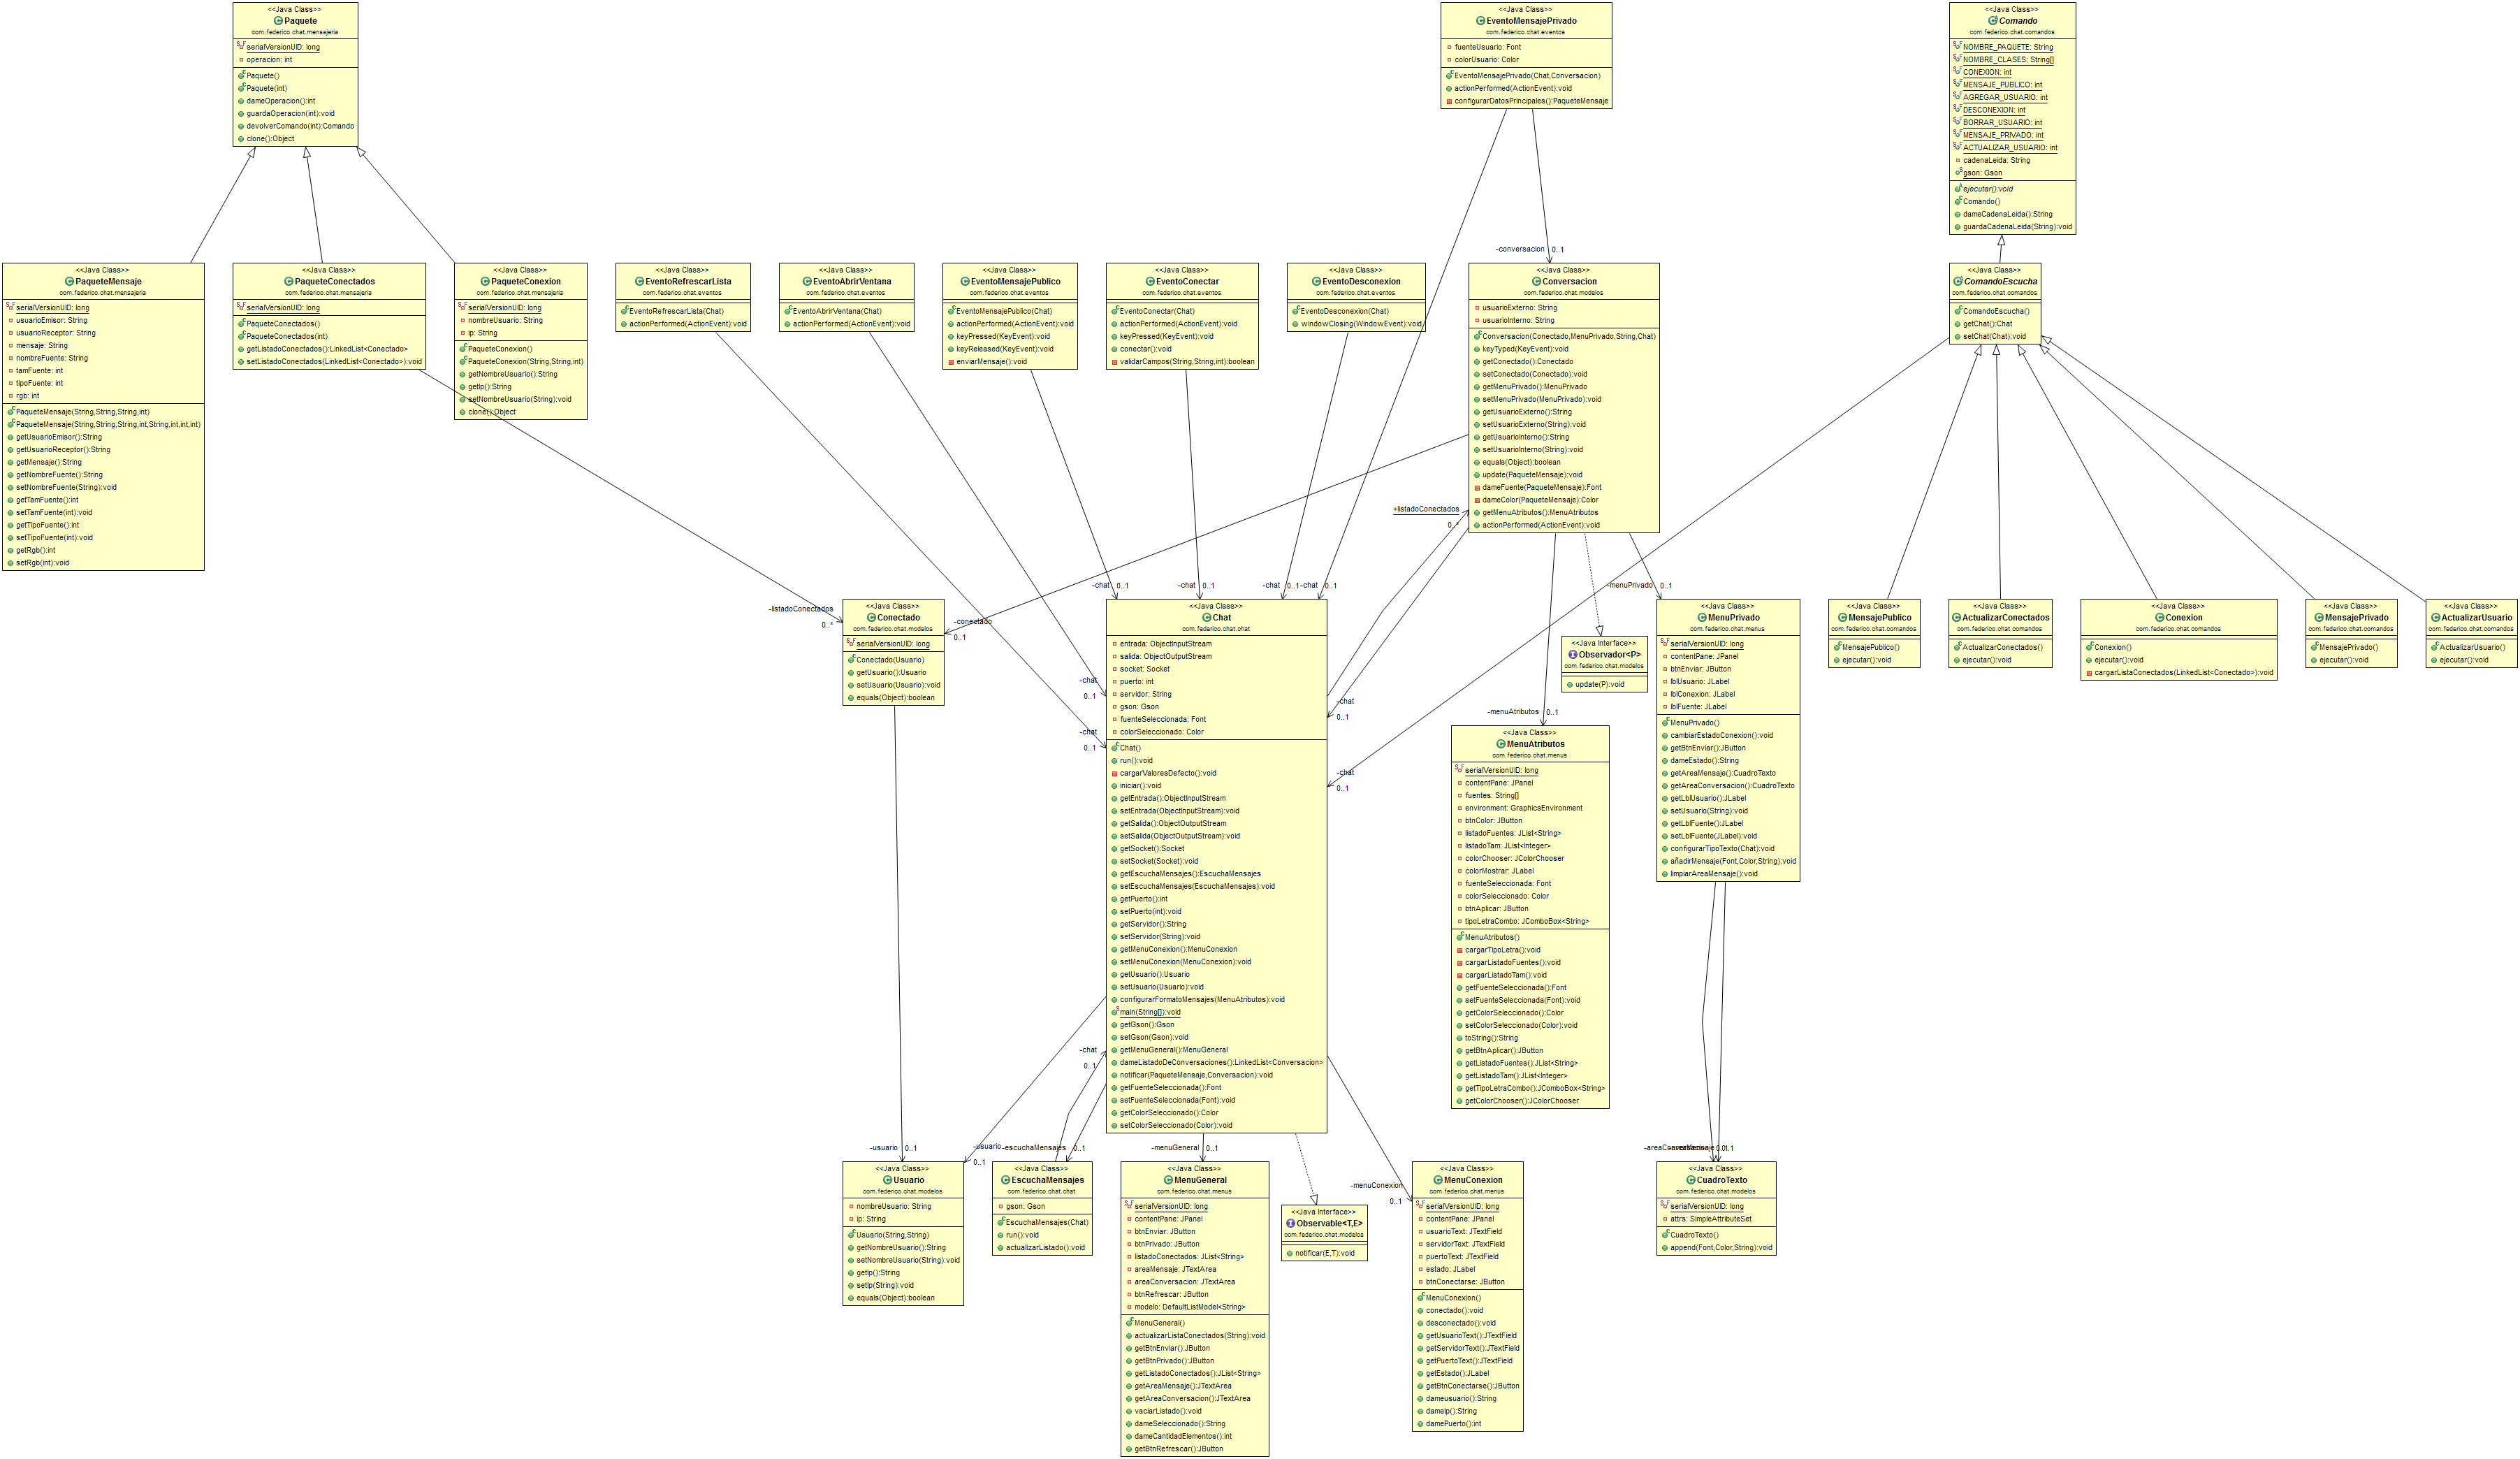 <<Java Class>>
Paquete
com.federico.chat.mensajeria
serialVersionUID: long
operacion: int
Paquete()
Paquete(int)
dameOperacion():int
guardaOperacion(int):void
devolverComando(int):Comando
clone():Object
<<Java Class>>
EventoMensajePrivado
com.federico.chat.eventos
fuenteUsuario: Font
colorUsuario: Color
EventoMensajePrivado(Chat,Conversacion)
actionPerformed(ActionEvent):void
configurarDatosPrincipales():PaqueteMensaje
<<Java Class>>
Comando
com.federico.chat.comandos
NOMBRE_PAQUETE: String
NOMBRE_CLASES: String[]
CONEXION: int
MENSAJE_PUBLICO: int
AGREGAR_USUARIO: int
DESCONEXION: int
BORRAR_USUARIO: int
MENSAJE_PRIVADO: int
ACTUALIZAR_USUARIO: int
cadenaLeida: String
gson: Gson
ejecutar():void
Comando()
dameCadenaLeida():String
guardaCadenaLeida(String):void
<<Java Class>>
PaqueteMensaje
com.federico.chat.mensajeria
serialVersionUID: long
usuarioEmisor: String
usuarioReceptor: String
mensaje: String
nombreFuente: String
tamFuente: int
tipoFuente: int
rgb: int
PaqueteMensaje(String,String,String,int)
PaqueteMensaje(String,String,String,int,String,int,int,int)
getUsuarioEmisor():String
getUsuarioReceptor():String
getMensaje():String
getNombreFuente():String
setNombreFuente(String):void
getTamFuente():int
setTamFuente(int):void
getTipoFuente():int
setTipoFuente(int):void
getRgb():int
setRgb(int):void
<<Java Class>>
PaqueteConectados
com.federico.chat.mensajeria
serialVersionUID: long
PaqueteConectados()
PaqueteConectados(int)
getListadoConectados():LinkedList<Conectado>
setListadoConectados(LinkedList<Conectado>):void
<<Java Class>>
PaqueteConexion
com.federico.chat.mensajeria
serialVersionUID: long
nombreUsuario: String
ip: String
PaqueteConexion()
PaqueteConexion(String,String,int)
getNombreUsuario():String
getIp():String
setNombreUsuario(String):void
clone():Object
<<Java Class>>
EventoRefrescarLista
com.federico.chat.eventos
EventoRefrescarLista(Chat)
actionPerformed(ActionEvent):void
<<Java Class>>
EventoAbrirVentana
com.federico.chat.eventos
EventoAbrirVentana(Chat)
actionPerformed(ActionEvent):void
<<Java Class>>
EventoMensajePublico
com.federico.chat.eventos
EventoMensajePublico(Chat)
actionPerformed(ActionEvent):void
keyPressed(KeyEvent):void
keyReleased(KeyEvent):void
enviarMensaje():void
<<Java Class>>
EventoConectar
com.federico.chat.eventos
EventoConectar(Chat)
actionPerformed(ActionEvent):void
keyPressed(KeyEvent):void
conectar():void
validarCampos(String,String,int):boolean
<<Java Class>>
EventoDesconexion
com.federico.chat.eventos
EventoDesconexion(Chat)
windowClosing(WindowEvent):void
-conversacion 0..1
<<Java Class>>
Conversacion
com.federico.chat.modelos
usuarioExterno: String
usuarioInterno: String
Conversacion(Conectado,MenuPrivado,String,Chat)
keyTyped(KeyEvent):void
getConectado():Conectado
setConectado(Conectado):void
getMenuPrivado():MenuPrivado
setMenuPrivado(MenuPrivado):void
getUsuarioExterno():String
setUsuarioExterno(String):void
getUsuarioInterno():String
setUsuarioInterno(String):void
equals(Object):boolean
update(PaqueteMensaje):void
dameFuente(PaqueteMensaje):Font
dameColor(PaqueteMensaje):Color
getMenuAtributos():MenuAtributos
actionPerformed(ActionEvent):void
<<Java Class>>
ComandoEscucha
com.federico.chat.comandos
ComandoEscucha()
getChat():Chat
setChat(Chat):void
+listadoConectados
0..*
-chat 0..1
-chat 0..1
-chat 0..1
-chat 0..1
-menuPrivado 0..1
-listadoConectados
0..*
<<Java Class>>
Conectado
com.federico.chat.modelos
serialVersionUID: long
Conectado(Usuario)
getUsuario():Usuario
setUsuario(Usuario):void
equals(Object):boolean
-conectado
0..1
-chat
0..1
-chat
0..1
<<Java Class>>
Chat
com.federico.chat.chat
entrada: ObjectInputStream
salida: ObjectOutputStream
socket: Socket
puerto: int
servidor: String
gson: Gson
fuenteSeleccionada: Font
colorSeleccionado: Color
Chat()
run():void
cargarValoresDefecto():void
iniciar():void
getEntrada():ObjectInputStream
setEntrada(ObjectInputStream):void
getSalida():ObjectOutputStream
setSalida(ObjectOutputStream):void
getSocket():Socket
setSocket(Socket):void
getEscuchaMensajes():EscuchaMensajes
setEscuchaMensajes(EscuchaMensajes):void
getPuerto():int
setPuerto(int):void
getServidor():String
setServidor(String):void
getMenuConexion():MenuConexion
setMenuConexion(MenuConexion):void
getUsuario():Usuario
setUsuario(Usuario):void
configurarFormatoMensajes(MenuAtributos):void
main(String[]):void
getGson():Gson
setGson(Gson):void
getMenuGeneral():MenuGeneral
dameListadoDeConversaciones():LinkedList<Conversacion>
notificar(PaqueteMensaje,Conversacion):void
getFuenteSeleccionada():Font
setFuenteSeleccionada(Font):void
getColorSeleccionado():Color
setColorSeleccionado(Color):void
-chat
0..1
-chat
0..1
<<Java Interface>>
Observador<P>
com.federico.chat.modelos
update(P):void
-menuAtributos 0..1
<<Java Class>>
MenuAtributos
com.federico.chat.menus
serialVersionUID: long
contentPane: JPanel
fuentes: String[]
environment: GraphicsEnvironment
btnColor: JButton
listadoFuentes: JList<String>
listadoTam: JList<Integer>
colorChooser: JColorChooser
colorMostrar: JLabel
fuenteSeleccionada: Font
colorSeleccionado: Color
btnAplicar: JButton
tipoLetraCombo: JComboBox<String>
MenuAtributos()
cargarTipoLetra():void
cargarListadoFuentes():void
cargarListadoTam():void
getFuenteSeleccionada():Font
setFuenteSeleccionada(Font):void
getColorSeleccionado():Color
setColorSeleccionado(Color):void
toString():String
getBtnAplicar():JButton
getListadoFuentes():JList<String>
getListadoTam():JList<Integer>
getTipoLetraCombo():JComboBox<String>
getColorChooser():JColorChooser
<<Java Class>>
MenuPrivado
com.federico.chat.menus
serialVersionUID: long
contentPane: JPanel
btnEnviar: JButton
lblUsuario: JLabel
lblConexion: JLabel
lblFuente: JLabel
MenuPrivado()
cambiarEstadoConexion():void
getBtnEnviar():JButton
dameEstado():String
getAreaMensaje():CuadroTexto
getAreaConversacion():CuadroTexto
getLblUsuario():JLabel
setUsuario(String):void
getLblFuente():JLabel
setLblFuente(JLabel):void
configurarTipoTexto(Chat):void
añadirMensaje(Font,Color,String):void
limpiarAreaMensaje():void
<<Java Class>>
MensajePublico
com.federico.chat.comandos
MensajePublico()
ejecutar():void
<<Java Class>>
ActualizarConectados
com.federico.chat.comandos
ActualizarConectados()
ejecutar():void
<<Java Class>>
Conexion
com.federico.chat.comandos
Conexion()
ejecutar():void
cargarListaConectados(LinkedList<Conectado>):void
<<Java Class>>
MensajePrivado
com.federico.chat.comandos
MensajePrivado()
ejecutar():void
<<Java Class>>
ActualizarUsuario
com.federico.chat.comandos
ActualizarUsuario()
ejecutar():void
-chat
0..1
-usuario 0..1
-usuario
0..1
-escuchaMensajes 0..1
-menuGeneral 0..1
-menuConexion
0..1
<<Java Class>>
Usuario
com.federico.chat.modelos
nombreUsuario: String
ip: String
Usuario(String,String)
getNombreUsuario():String
setNombreUsuario(String):void
getIp():String
setIp(String):void
equals(Object):boolean
<<Java Class>>
EscuchaMensajes
com.federico.chat.chat
gson: Gson
EscuchaMensajes(Chat)
run():void
actualizarListado():void
<<Java Class>>
MenuGeneral
com.federico.chat.menus
serialVersionUID: long
contentPane: JPanel
btnEnviar: JButton
btnPrivado: JButton
listadoConectados: JList<String>
areaMensaje: JTextArea
areaConversacion: JTextArea
btnRefrescar: JButton
modelo: DefaultListModel<String>
MenuGeneral()
actualizarListaConectados(String):void
getBtnEnviar():JButton
getBtnPrivado():JButton
getListadoConectados():JList<String>
getAreaMensaje():JTextArea
getAreaConversacion():JTextArea
vaciarListado():void
dameSeleccionado():String
dameCantidadElementos():int
getBtnRefrescar():JButton
<<Java Interface>>
Observable<T,E>
com.federico.chat.modelos
notificar(E,T):void
<<Java Class>>
MenuConexion
com.federico.chat.menus
serialVersionUID: long
contentPane: JPanel
usuarioText: JTextField
servidorText: JTextField
puertoText: JTextField
estado: JLabel
btnConectarse: JButton
MenuConexion()
conectado():void
desconectado():void
getUsuarioText():JTextField
getServidorText():JTextField
getPuertoText():JTextField
getEstado():JLabel
getBtnConectarse():JButton
dameusuario():String
dameIp():String
damePuerto():int
<<Java Class>>
CuadroTexto
com.federico.chat.modelos
serialVersionUID: long
attrs: SimpleAttributeSet
CuadroTexto()
append(Font,Color,String):void